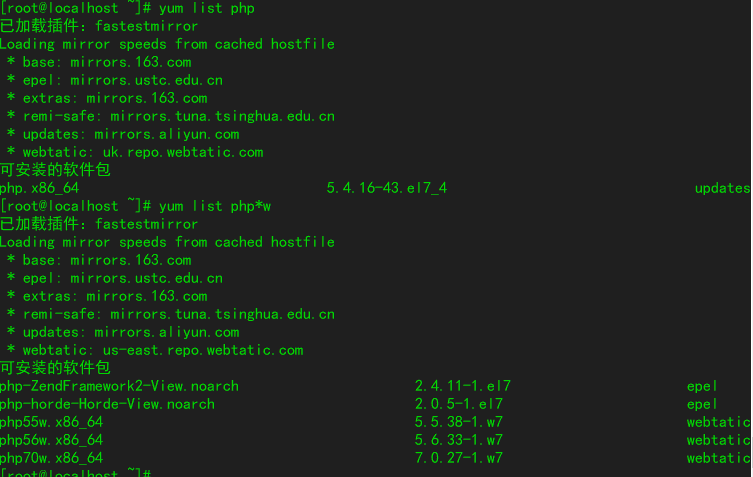 [root@localhost ~]# yum list php
已加载插件：fastestmirror
Loading mirror speeds from cached hostfile
 * base: mirrors.163.com
 * epel: mirrors.ustc.edu.cn
 * extras: mirrors.163.com
 * remi-safe: mirrors.tuna.tsinghua.edu.cn
 * updates: mirrors.aliyun.com
 * webtatic: uk.repo.webtatic.com
可安装的软件包
php.x86_64 5.4.16-43.el7_4 updates
[root@localhost ~]# yum list php*w
已加载插件：fastestmirror
Loading mirror speeds from cached hostfile
 * base: mirrors.163.com
 * epel: mirrors.ustc.edu.cn
 * extras: mirrors.163.com
 * remi-safe: mirrors.tuna.tsinghua.edu.cn
 * updates: mirrors.aliyun.com
 * webtatic: us-east.repo.webtatic.com
可安装的软件包
php-ZendFramework2-View.noarch 2.4.11-1.el7 epel
php-horde-Horde-View.noarch 2.0.5-1.el7 epel
php55w.x86_64 5.5.38-1.w7 webtatic
php56w.x86_64 5.6.33-1.w7 webtatic
php70w.x86_64 7.0.27-1.w7 webtatic
[root@localhost ~]#